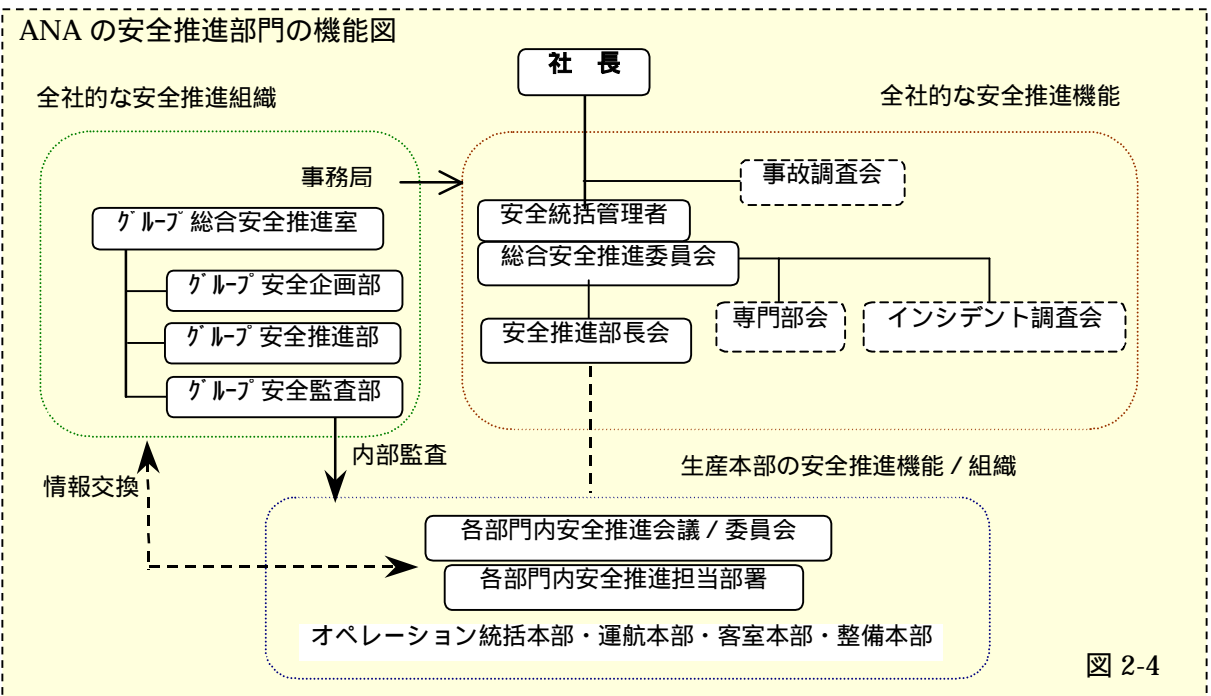 ANA の安全推進部門の機能図
社 長
全社的な安全推進組織
全社的な安全推進機能
事務局
事故調査会
グループ総合安全推進室
安全統括管理者
総合安全推進委員会
グループ安全企画部
専門部会
インシデント調査会
グループ安全推進部
安全推進部長会
グループ安全監査部
内部監査
生産本部の安全推進機能 / 組織
情報交換
各部門内安全推進会議 / 委員会
各部門内安全推進担当部署
オペレーション統括本部・運航本部・客室本部・整備本部
図 2-4